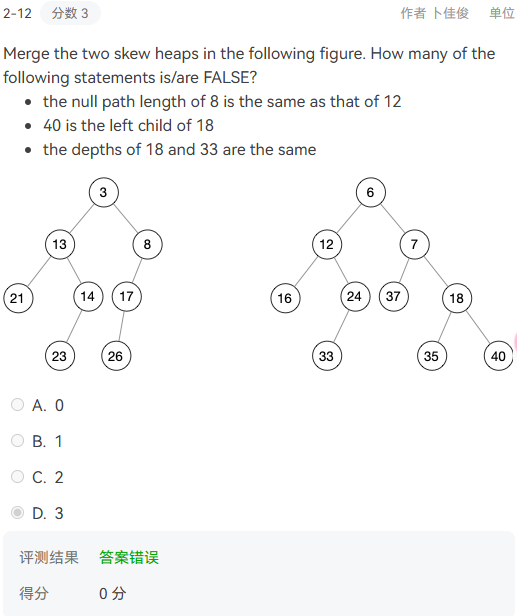 2-12 分数 3 作者 卜佳俊 单位
Merge the two skew heaps in the following figure. How many of the
following statements is/are FALSE?
• the null path length of 8 is the same as that of 12
• 40 is the left child of 18
• the depths of 18 and 33 are the same
3 6
13 8 12 7
21 14 17 16 24 37 18
23 26 33 35 40
A. 0
B. 1
C. 2
D. 3
评测结果 答案错误
得分 0 分